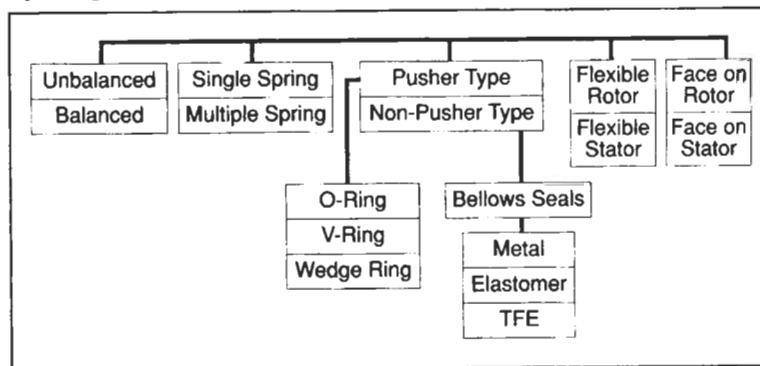 Unbalanced
Balanced
Single Spring
Multiple Spring
Pusher Type
Non-Pusher Type
Flexible
Rotor
Flexible
Stator
Face on
Rotor
Face on
Stator
O-Ring
V-Ring
Wedge Ring
Bellows Seals
Metal
Elastomer
TFE